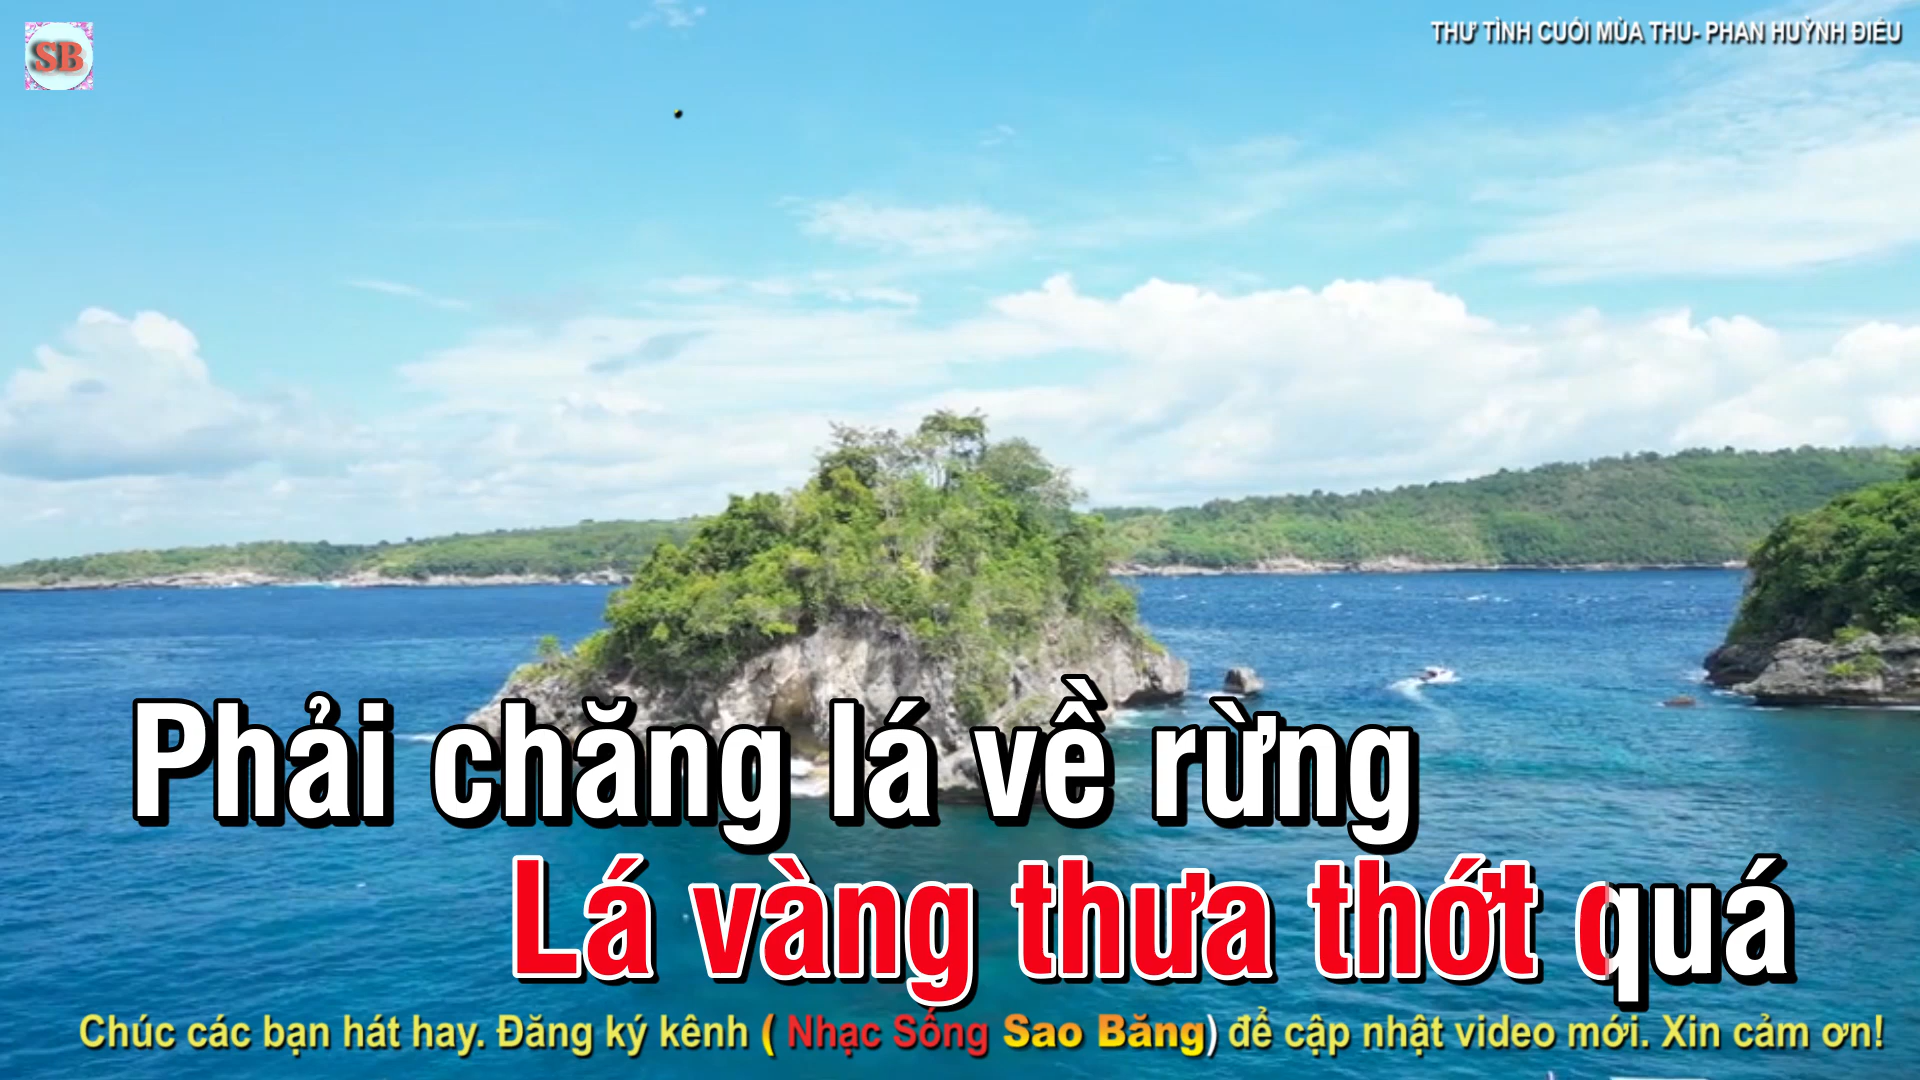 SB
THƯ TÌNH CUỐI MÙA THU- PHAN HUỲNH ĐIỂU
Phải chăng lá về rừng
Lá vàng thưa thớt quá
Chúc các bạn hát hay. Đăng ký kênh ( Nhạc Sống Sao Băng) để cập nhật video mới. Xin cảm ơn!